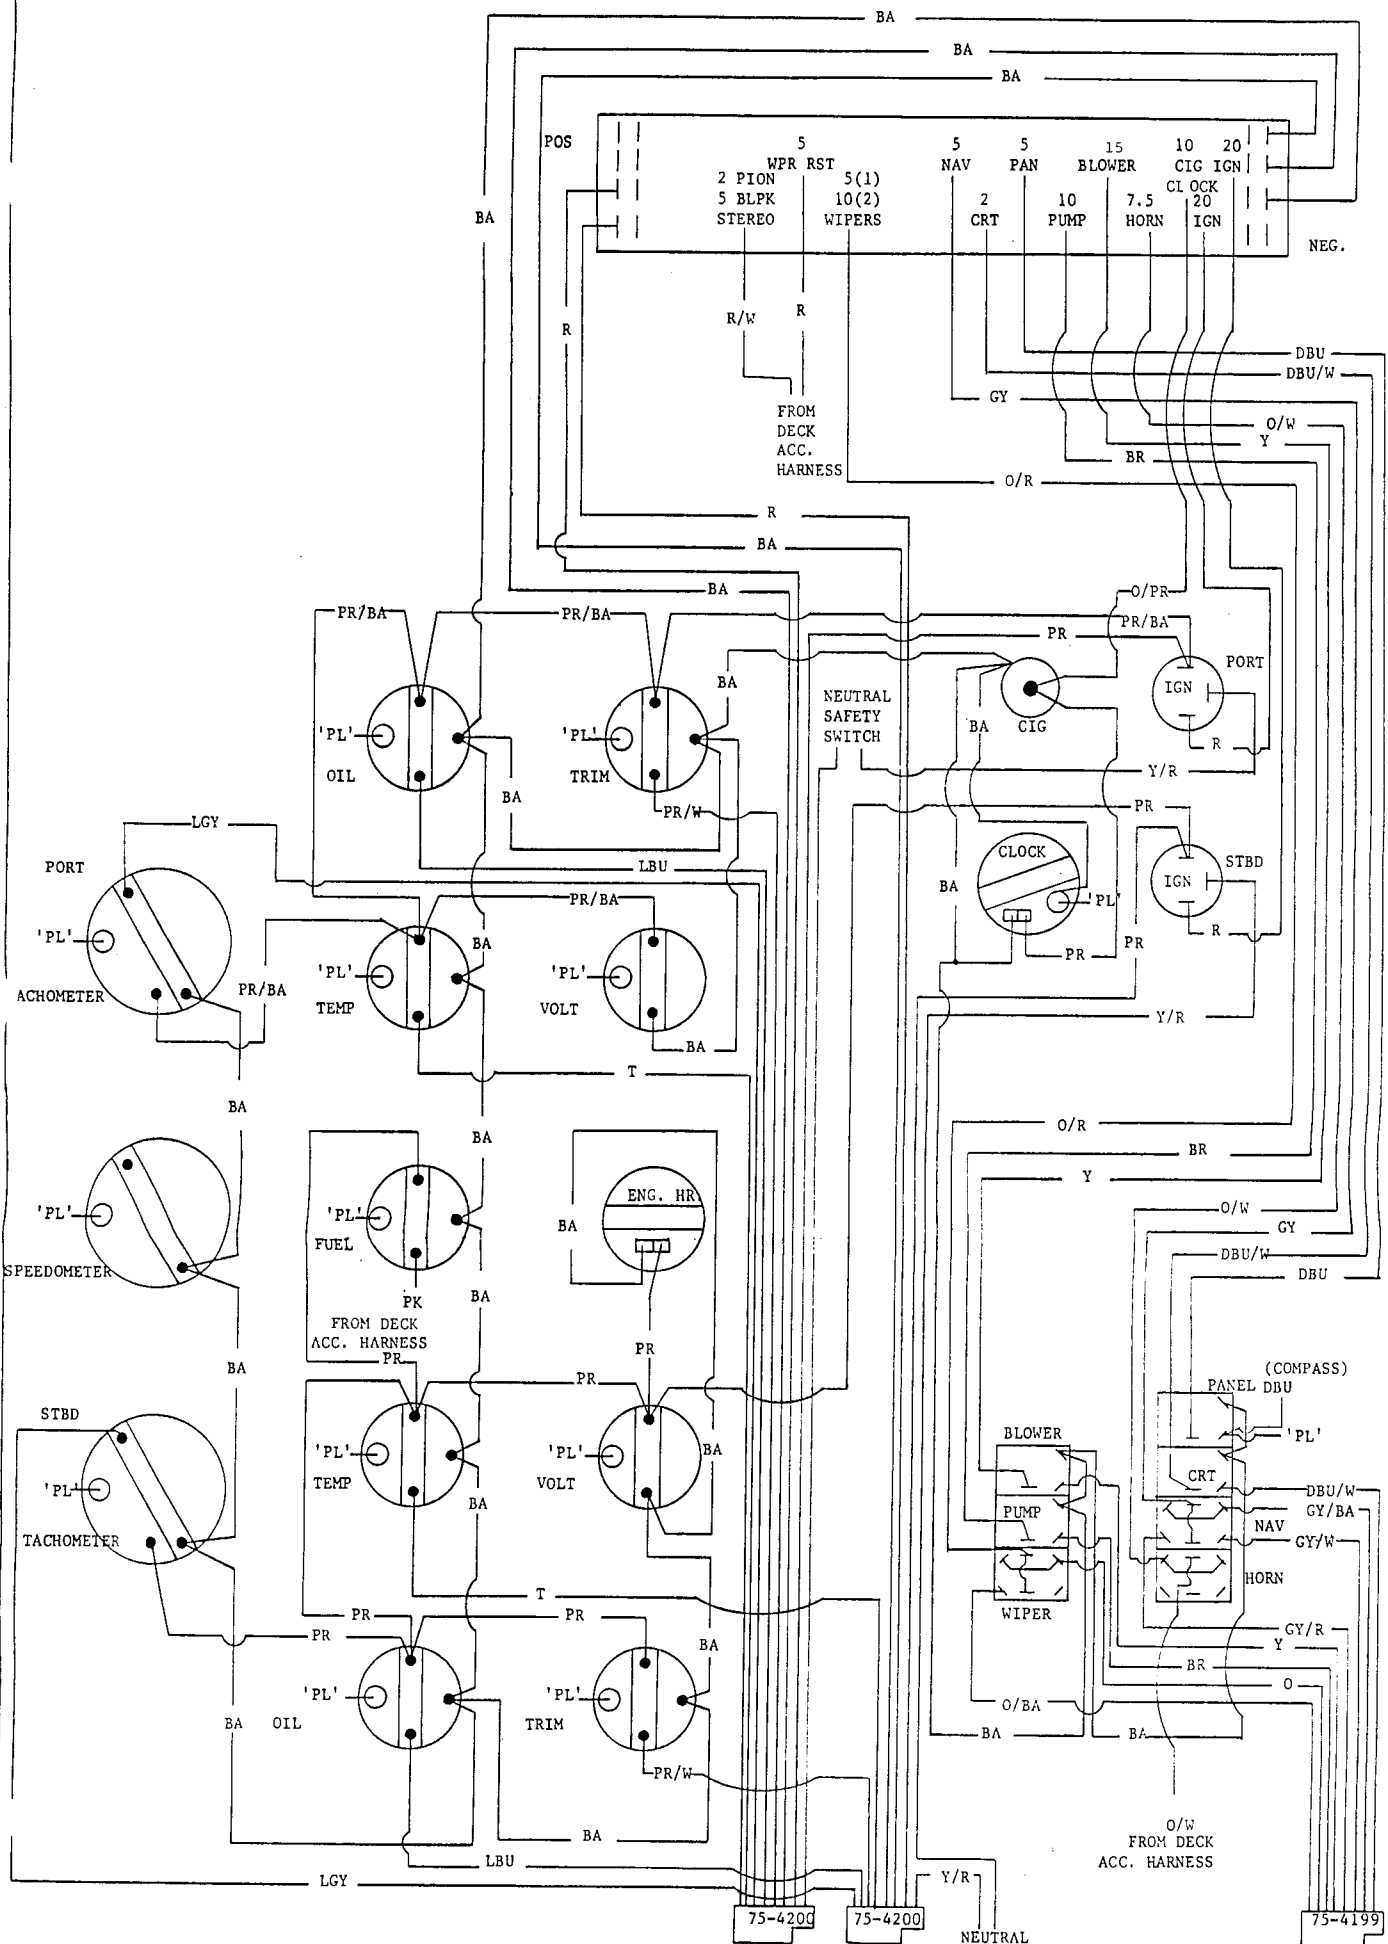 BA
BA
BA
POS
5
WPR RST
2 PION
5 BLPK
STEREO
5(1)
10(2)
WIPERS
5
NAV
2
CRT
5
PAN
10
PUMP
15
BLOWER
7.5
HORN
10
CIG
CLOCK
20
IGN
20
IGN
NEG.
BA
R
R/W
R
DBU
DBU/W
GY
O/W
Y
BR
O/R
FROM
DECK
ACC.
HARNESS
R
BA
BA
PR/BA
PR/BA
O/PR
PR/BA
PR
PORT
IGN
R
CIG
BA
BA
NEUTRAL
SAFETY
SWITCH
'PL'
OIL
'PL'
TRIM
Y/R
BA
PR/W
PR
LGY
LBU
PORT
CLOCK
'PL'
STBD
IGN
R
PR/BA
BA
BA
'PL'
ACHOMETER
PR/BA
'PL'
TEMP
'PL'
VOLT
PR
PR
BA
Y/R
T
BA
O/R
BA
BR
Y
'PL'
SPEEDOMETER
'PL'
FUEL
ENG. HR
BA
O/W
GY
DBU/W
DBU
PK
BA
FROM DECK
ACC. HARNESS
PR
PR
BA
PR
(COMPASS)
PANEL DBU
'PL'
STBD
BLOWER
CRT
DBU/W
'PL'
TEMP
'PL'
VOLT
BA
BA
'PL'
PUMP
GY/BA
NAV
GY/W
TACHOMETER
HORN
T
WIPER
PR
PR
PR
GY/R
Y
BA
BR
O
'PL'
OIL
BA
'PL'
TRIM
O/BA
BA
BA
PR/W
O/W
FROM DECK
ACC. HARNESS
BA
LBU
LGY
Y/R
75-4200
75-4200
75-4199
NEUTRAL